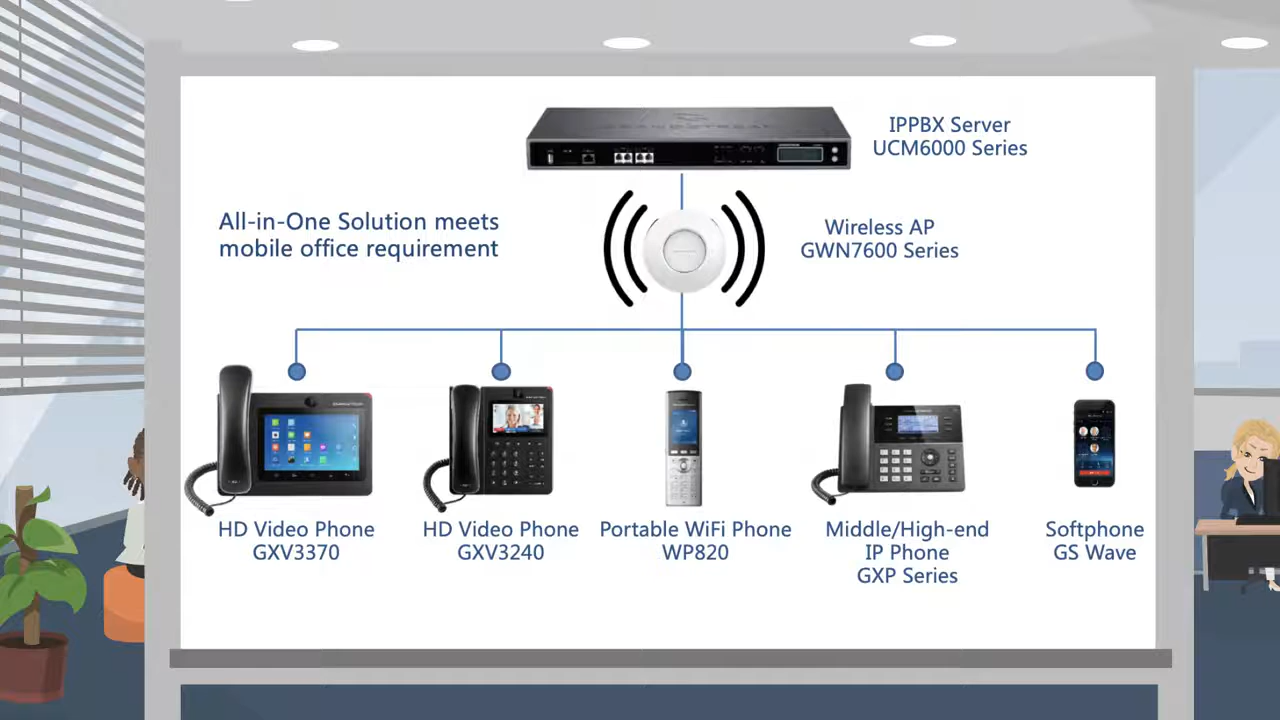 IPPBX Server
UCM6000 Series
All-in-One Solution meets
mobile office requirement
Wireless AP
GWN7600 Series
HD Video Phone
GXV3370
HD Video Phone
GXV3240
Portable WiFi Phone
WP820
Middle/High-end
IP Phone
GXP Series
Softphone
GS Wave